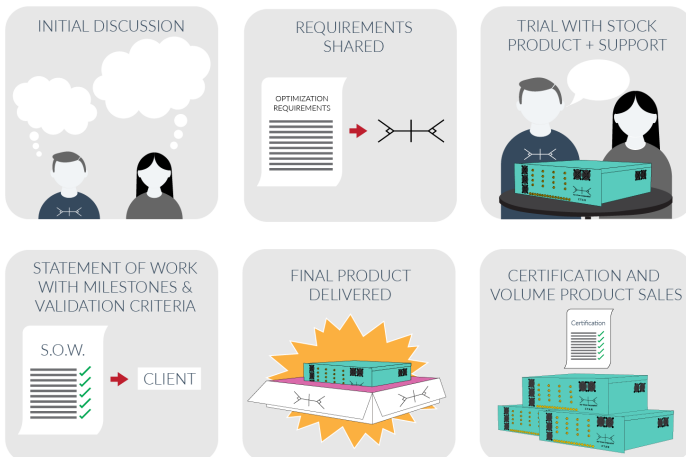 INITIAL DISCUSSION
REQUIREMENTS
SHARED
OPTIMIZATION
REQUIREMENTS
TRIAL WITH STOCK
PRODUCT + SUPPORT
STATEMENT OF WORK
WITH MILESTONES &
VALIDATION CRITERIA
S.O.W.
CLIENT
FINAL PRODUCT
DELIVERED
CERTIFICATION AND
VOLUME PRODUCT SALES
Certification